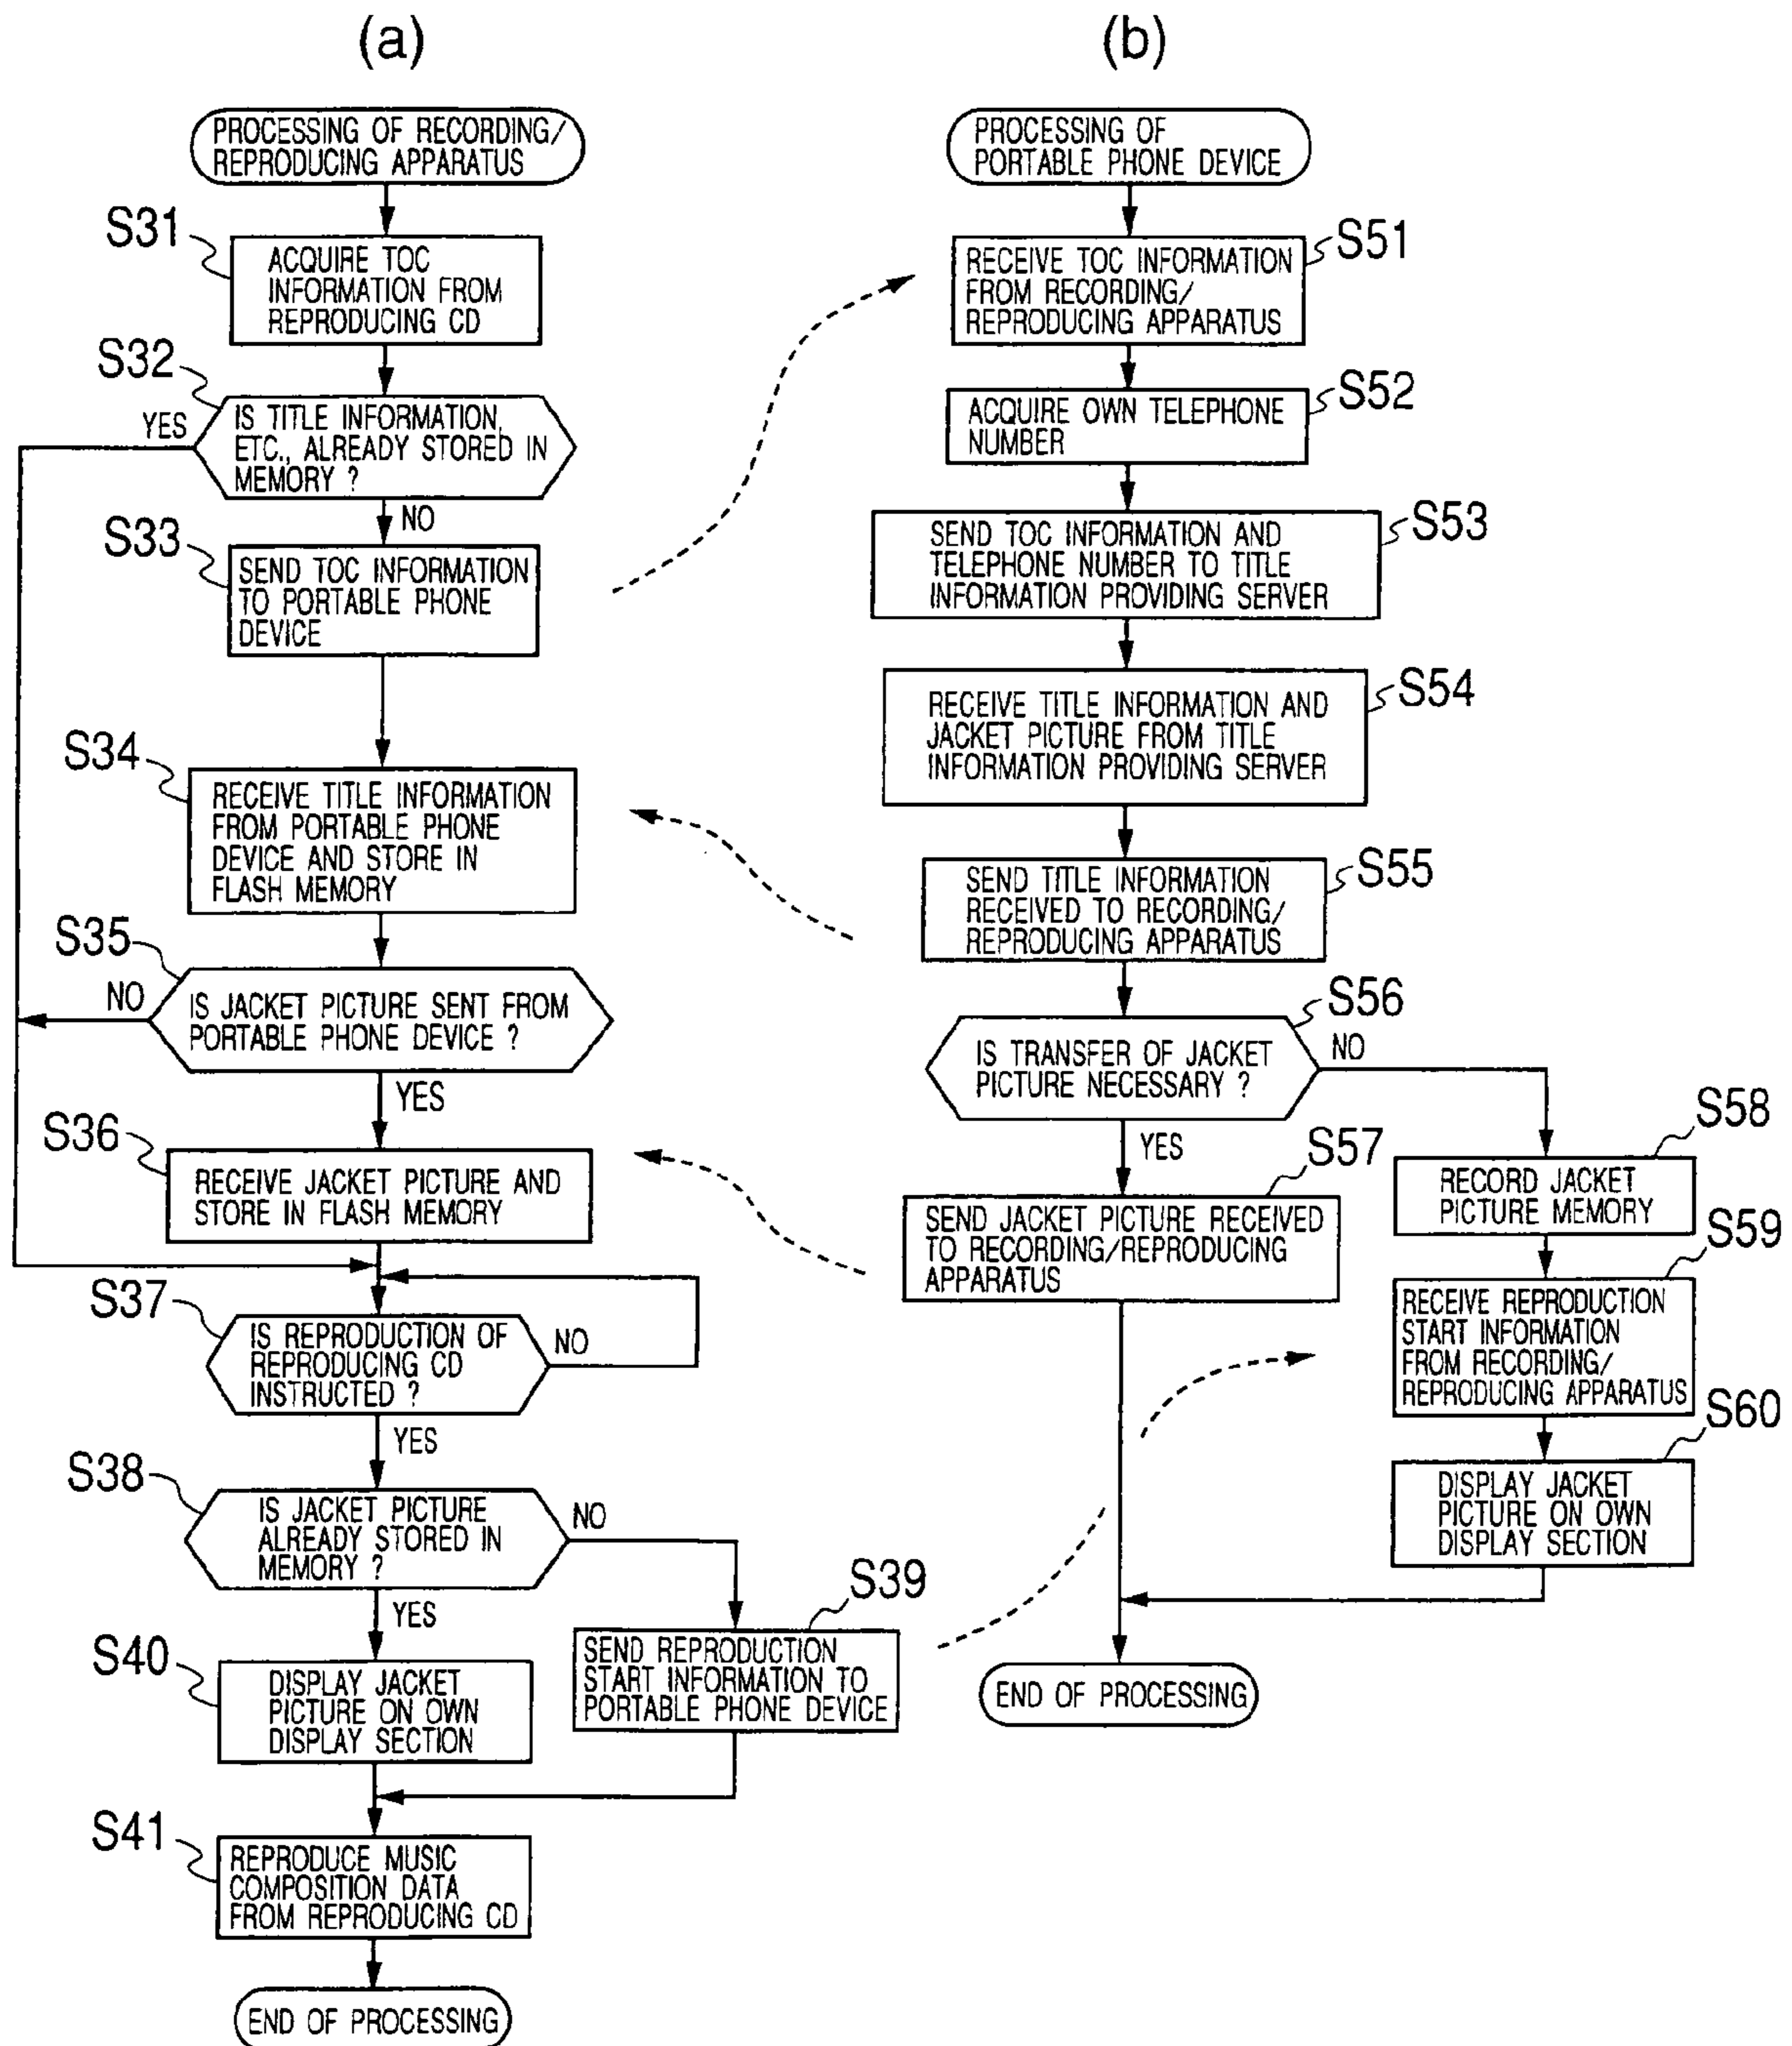 (a)
PROCESSING OF RECORDING/
REPRODUCING APPARATUS
S31
ACQUIRE TOC
INFORMATION FROM
REPRODUCING CD
S32
IS TITLE INFORMATION,
ETC., ALREADY STORED IN
MEMORY ?
YES
NO
S33
SEND TOC INFORMATION
TO PORTABLE PHONE
DEVICE
S34
RECEIVE TITLE INFORMATION
FROM PORTABLE PHONE
DEVICE AND STORE IN
FLASH MEMORY
S35
NO
IS JACKET PICTURE SENT FROM
PORTABLE PHONE DEVICE ?
YES
S36
RECEIVE JACKET PICTURE AND
STORE IN FLASH MEMORY
S37
IS REPRODUCTION OF
REPRODUCING CD
INSTRUCTED ?
NO
YES
S38
IS JACKET PICTURE
ALREADY STORED IN
MEMORY ?
NO
YES
S39
SEND REPRODUCTION
START INFORMATION TO
PORTABLE PHONE DEVICE
S40
DISPLAY JACKET
PICTURE ON OWN
DISPLAY SECTION
S41
REPRODUCE MUSIC
COMPOSITION DATA
FROM REPRODUCING CD
END OF PROCESSING
(b)
PROCESSING OF
PORTABLE PHONE DEVICE
S51
RECEIVE TOC INFORMATION
FROM RECORDING/
REPRODUCING APPARATUS
S52
ACQUIRE OWN TELEPHONE
NUMBER
S53
SEND TOC INFORMATION AND
TELEPHONE NUMBER TO TITLE
INFORMATION PROVIDING SERVER
S54
RECEIVE TITLE INFORMATION AND
JACKET PICTURE FROM TITLE
INFORMATION PROVIDING SERVER
S55
SEND TITLE INFORMATION
RECEIVED TO RECORDING/
REPRODUCING APPARATUS
S56
IS TRANSFER OF JACKET
PICTURE NECESSARY ?
NO
YES
S57
SEND JACKET PICTURE RECEIVED
TO RECORDING/REPRODUCING
APPARATUS
S58
RECORD JACKET
PICTURE MEMORY
S59
RECEIVE REPRODUCTION
START INFORMATION
FROM RECORDING/
REPRODUCING APPARATUS
S60
DISPLAY JACKET
PICTURE ON OWN
DISPLAY SECTION
END OF PROCESSING